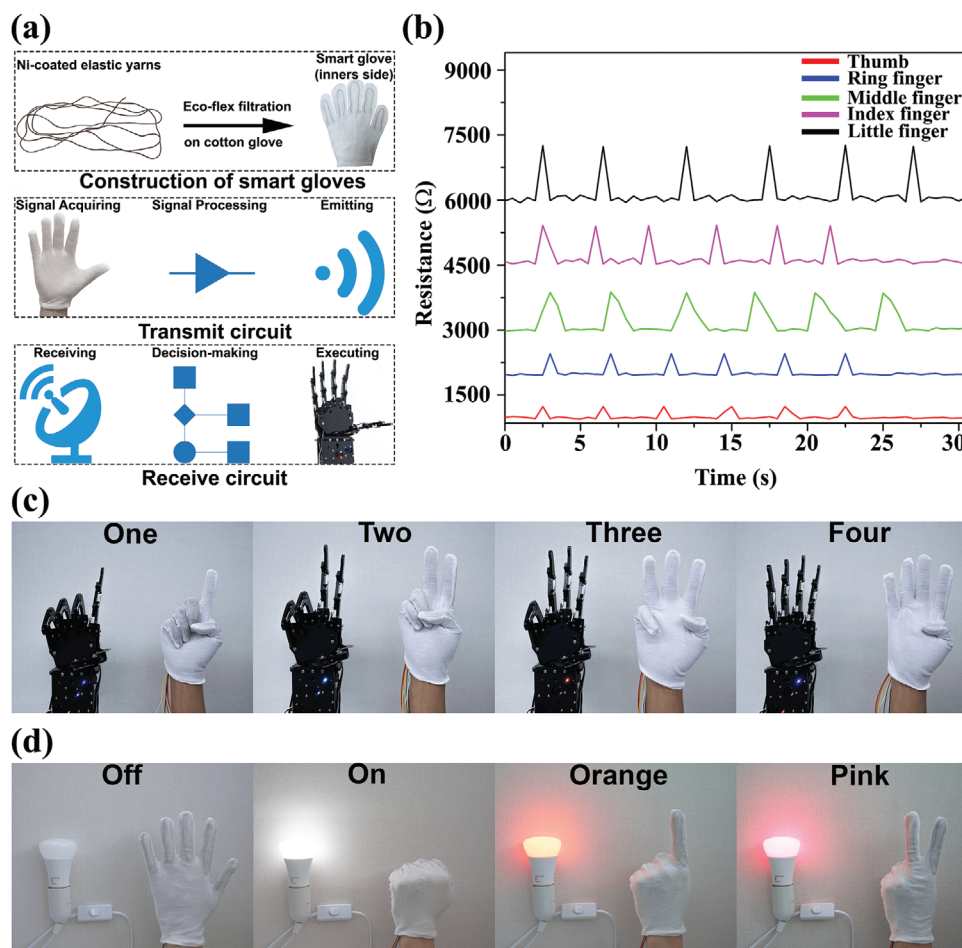 (a)
Ni-coated elastic yarns
Smart glove
(inners side)
Eco-flex filtration
on cotton glove
Construction of smart gloves
Signal Acquiring
Signal Processing
Emitting
Transmit circuit
Receiving
Decision-making
Executing
Receive circuit
(b)
Thumb
Ring finger
Middle finger
Index finger
Little finger
Resistance (Ω)
9000
7500
6000
4500
3000
1500
0 5 10 15 20 25 30
Time (s)
(c)
One Two Three Four
(d)
Off On Orange Pink